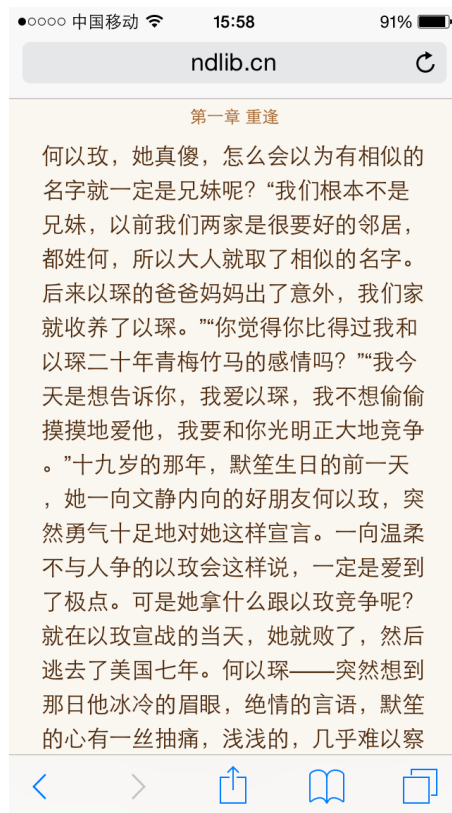 ●○○○○ 中国移动 15:58 91%
ndlib.cn
第一章 重逢
何以玫，她真傻，怎么会以为有相似的
名字就一定是兄妹呢？“我们根本不是
兄妹，以前我们两家是很要好的邻居，
都姓何，所以大人就取了相似的名字。
后来以琛的爸爸妈妈出了意外，我们家
就收养了以琛。”“你觉得你比得过我和
以琛二十年青梅竹马的感情吗？”“我今
天是想告诉你，我爱以琛，我不想偷偷
摸摸地爱他，我要和你光明正大地竞争
。”十九岁的那年，默笙生日的前一天
，她一向文静内向的好朋友何以玫，突
然勇气十足地对她这样宣言。一向温柔
不与人争的以玫会这样说，一定是爱到
了极点。可是她拿什么跟以玫竞争呢？
就在以玫宣战的当天，她就败了，然后
逃去了美国七年。何以琛——突然想到
那日他冰冷的眉眼，绝情的言语，默笙
的心有一丝抽痛，浅浅的，几乎难以察